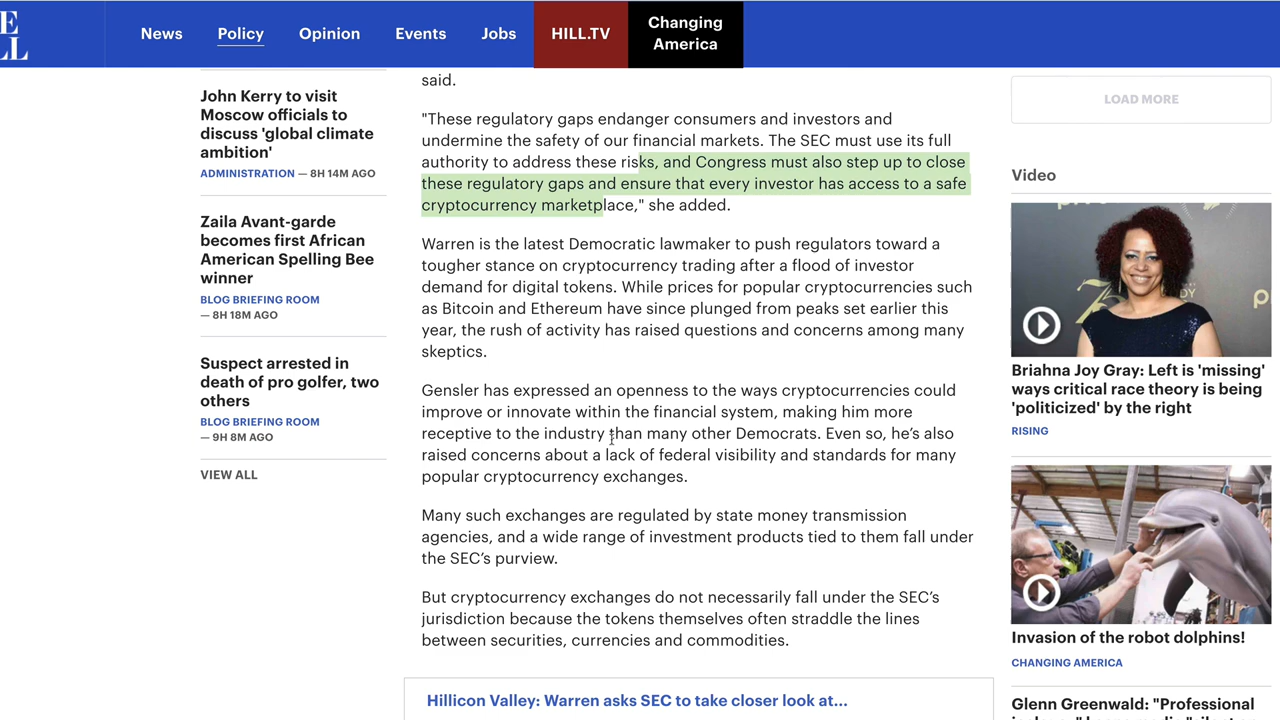 E
LL
News
Policy
Opinion
Events
Jobs
HILL.TV
Changing
America
John Kerry to visit
Moscow officials to
discuss 'global climate
ambition'
ADMINISTRATION — 8H 14M AGO
Zaila Avant-garde
becomes first African
American Spelling Bee
winner
BLOG BRIEFING ROOM
— 8H 18M AGO
Suspect arrested in
death of pro golfer, two
others
BLOG BRIEFING ROOM
— 9H 8M AGO
VIEW ALL
said.
"These regulatory gaps endanger consumers and investors and
undermine the safety of our financial markets. The SEC must use its full
authority to address these risks, and Congress must also step up to close
these regulatory gaps and ensure that every investor has access to a safe
cryptocurrency marketplace," she added.
Warren is the latest Democratic lawmaker to push regulators toward a
tougher stance on cryptocurrency trading after a flood of investor
demand for digital tokens. While prices for popular cryptocurrencies such
as Bitcoin and Ethereum have since plunged from peaks set earlier this
year, the rush of activity has raised questions and concerns among many
skeptics.
Gensler has expressed an openness to the ways cryptocurrencies could
improve or innovate within the financial system, making him more
receptive to the industry than many other Democrats. Even so, he's also
raised concerns about a lack of federal visibility and standards for many
popular cryptocurrency exchanges.
Many such exchanges are regulated by state money transmission
agencies, and a wide range of investment products tied to them fall under
the SEC's purview.
But cryptocurrency exchanges do not necessarily fall under the SEC's
jurisdiction because the tokens themselves often straddle the lines
between securities, currencies and commodities.
Hillicon Valley: Warren asks SEC to take closer look at...
LOAD MORE
Video
Briahna Joy Gray: Left is 'missing'
ways critical race theory is being
'politicized' by the right
RISING
Invasion of the robot dolphins!
CHANGING AMERICA
Glenn Greenwald: "Professional